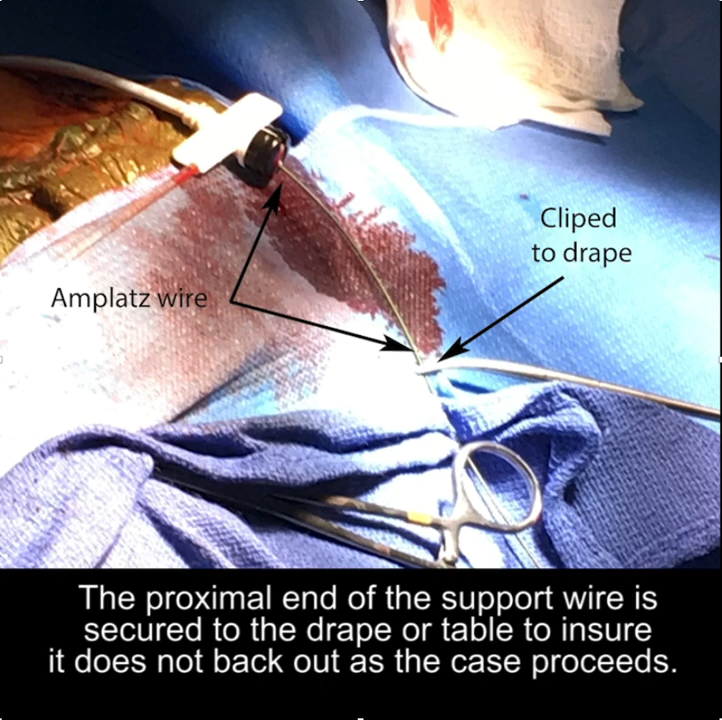 Cliped
to drape
Amplatz wire
The proximal end of the support wire is
secured to the drape or table to insure
it does not back out as the case proceeds.